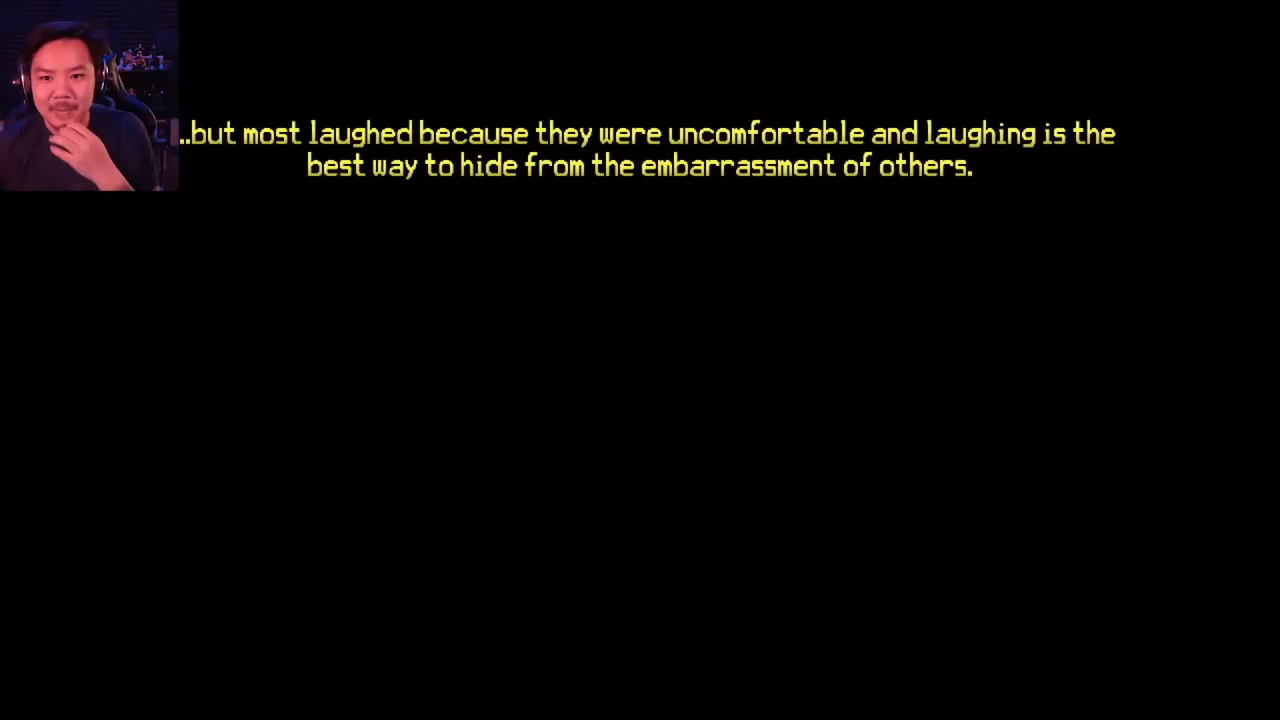 ..but most laughed because they were uncomfortable and laughing is the
best way to hide from the embarrassment of others.